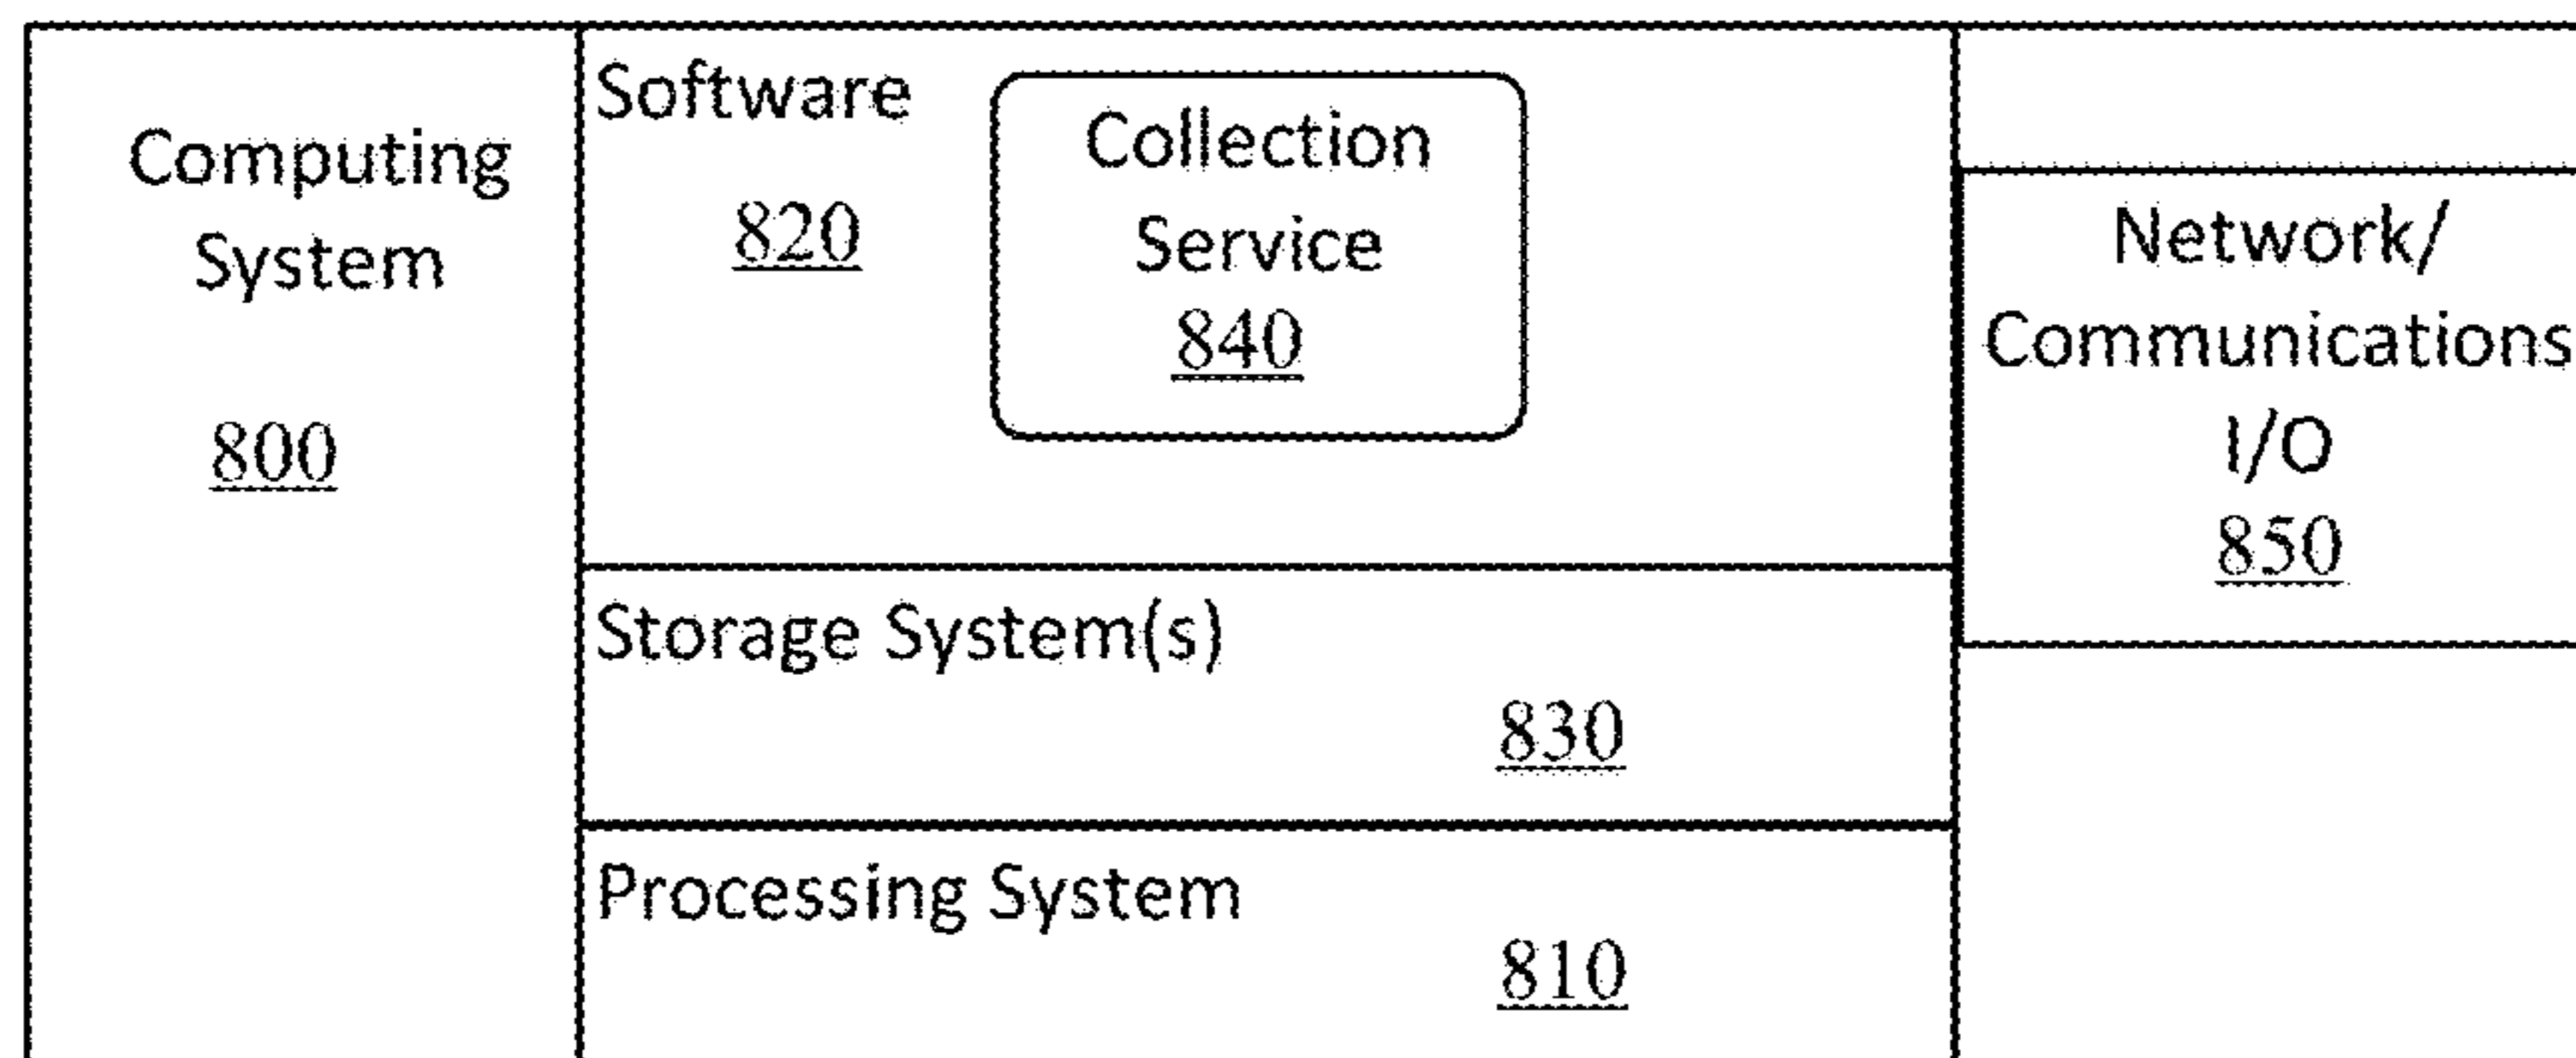 Computing
System
800
Software
820
Collection
Service
840
Storage System(s)
830
Processing System
810
Network/
Communications
I/O
850